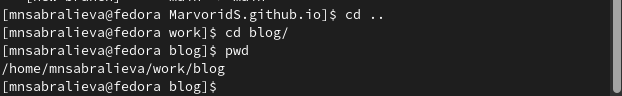 [mnsabralieva@fedora MarvoridS.github.io]$ cd ..
[mnsabralieva@fedora work]$ cd blog/
[mnsabralieva@fedora blog]$ pwd
/home/mnsabralieva/work/blog
[mnsabralieva@fedora blog]$